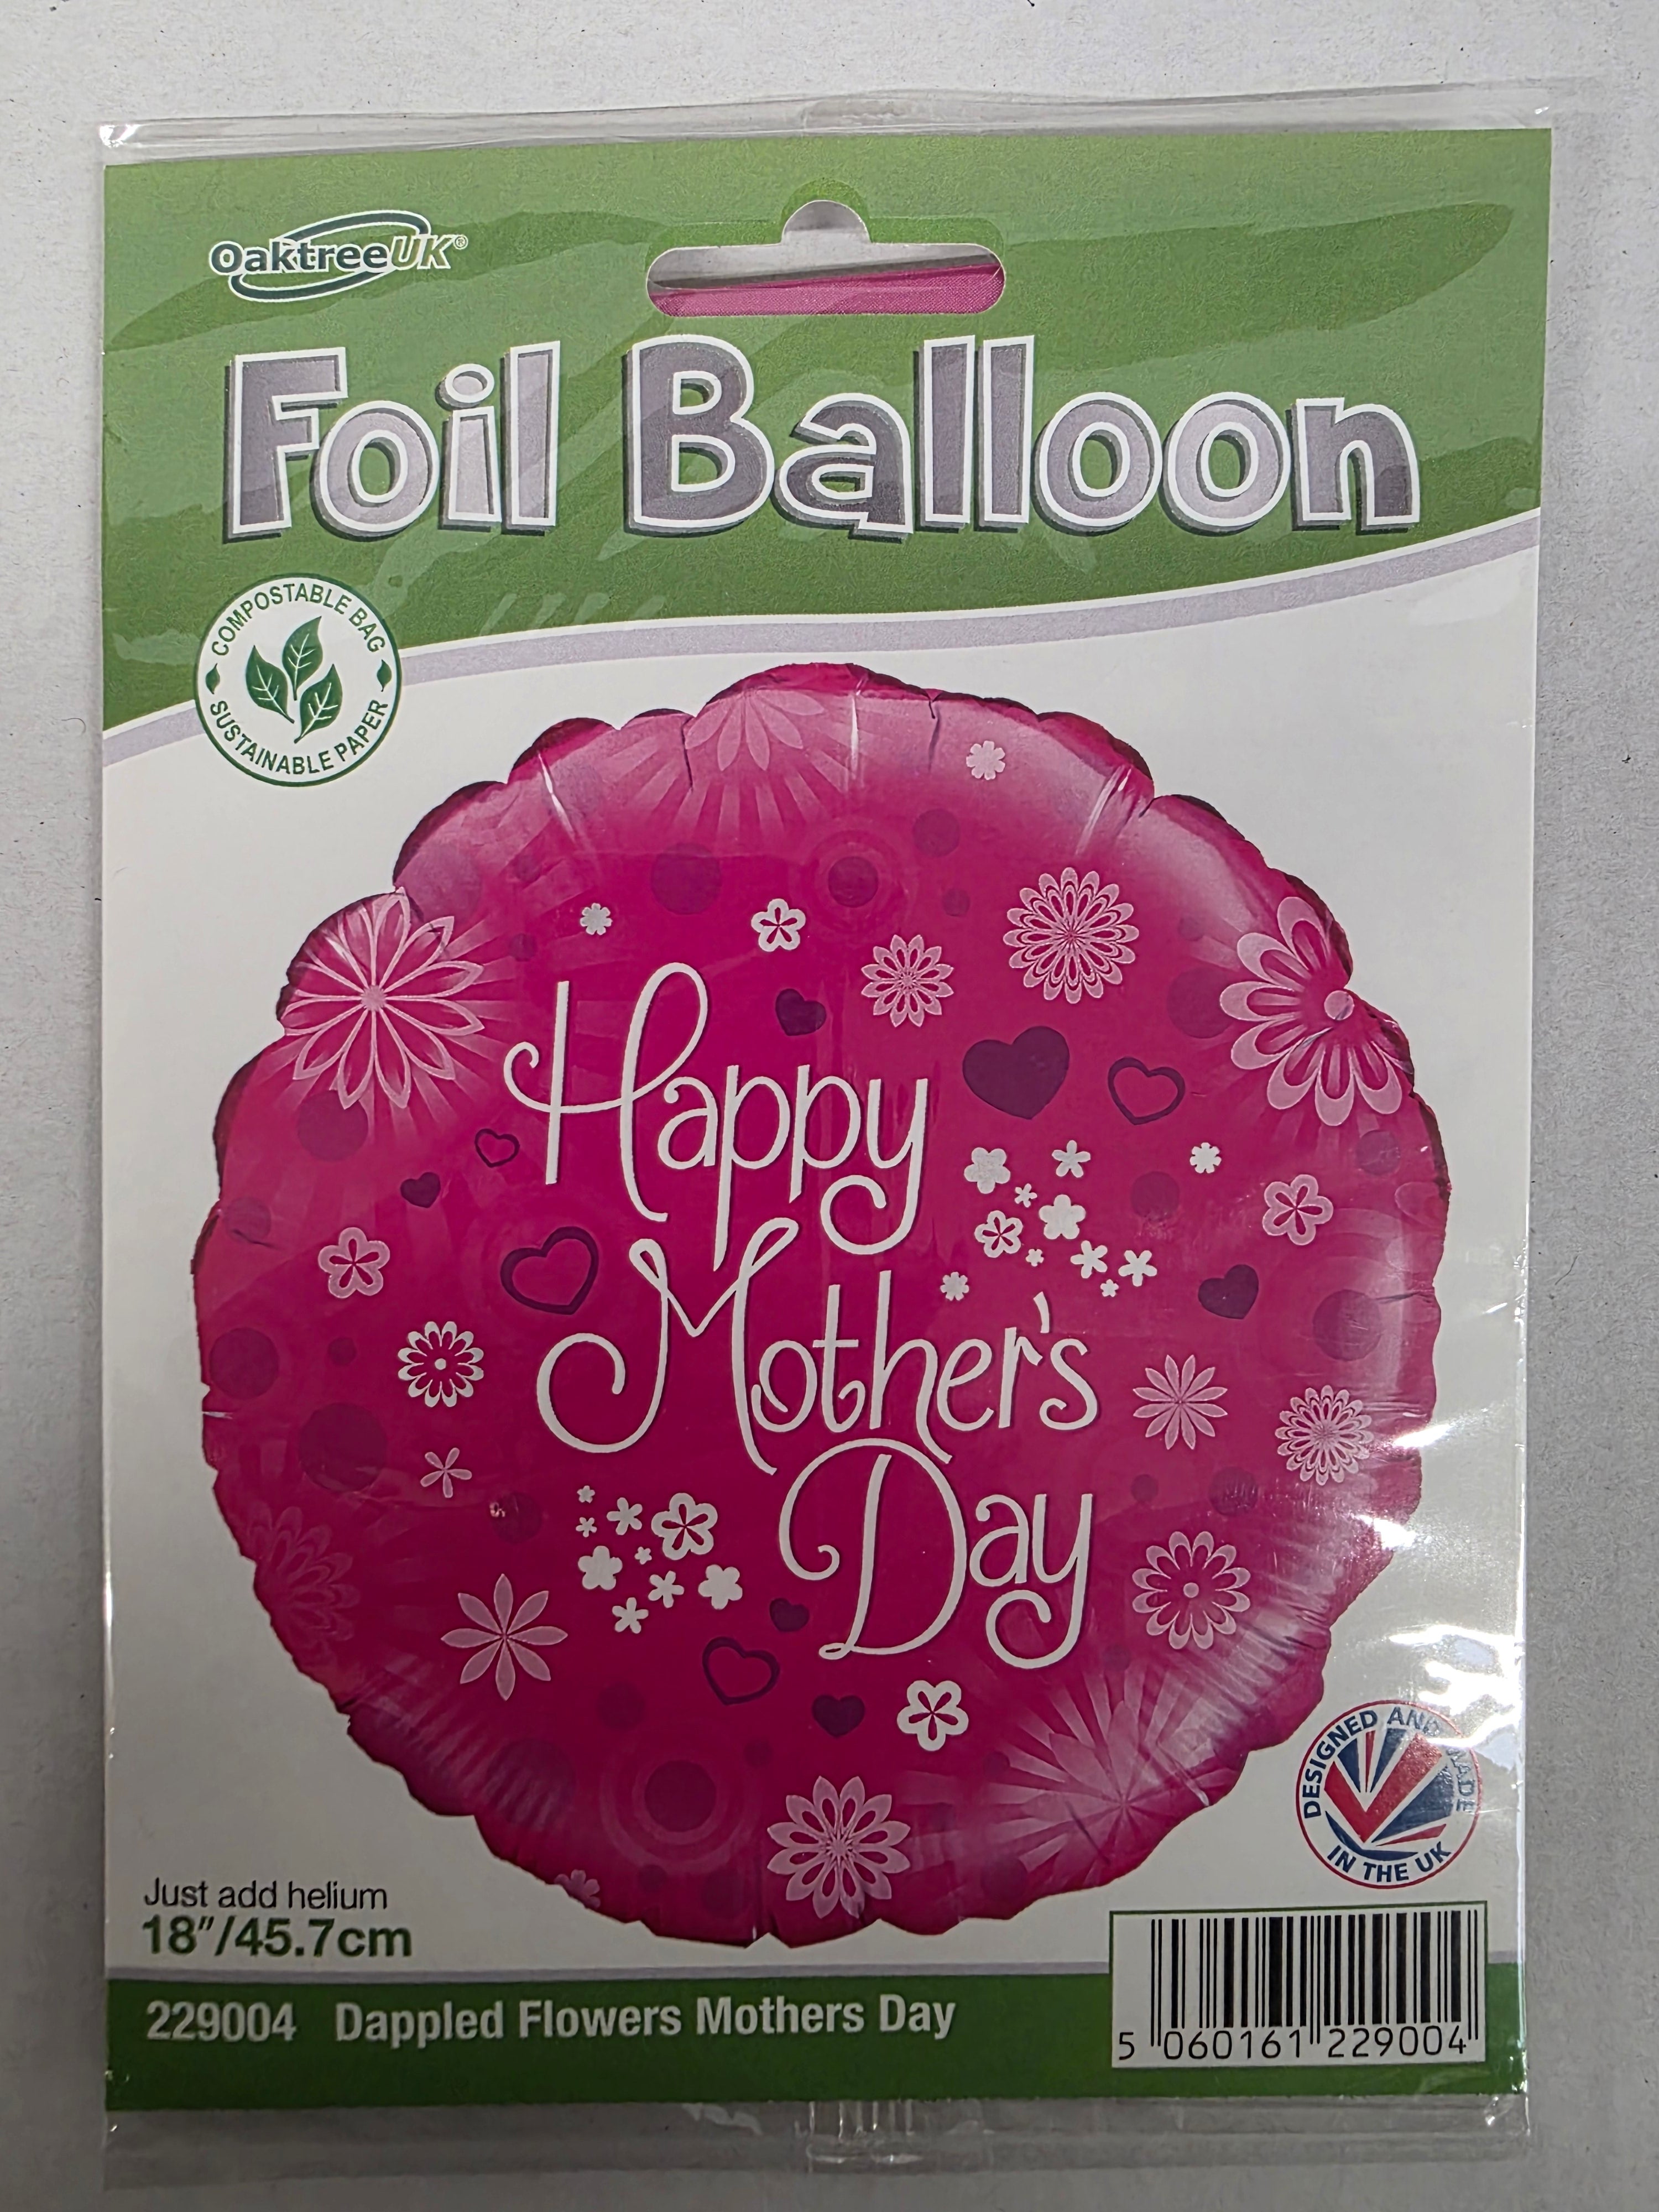 OaktreeUK®
Foil Balloon
COMPOSTABLE BAG
SUSTAINABLE PAPER
Happy
Mother's
Day
DESIGNED AND MADE
IN THE UK
Just add helium
18"/45.7cm
229004 Dappled Flowers Mothers Day
5 060161 229004